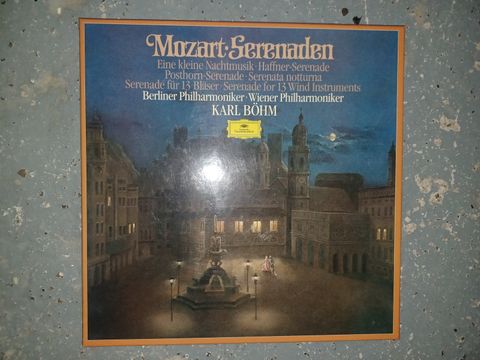 Mozart·Serenaden
Eine kleine Nachtmusik·Haffner-Serenade
Posthorn-Serenade·Serenata notturna
Serenade für 13 Bläser·Serenade for 13 Wind Instruments
Berliner Philharmoniker·Wiener Philharmoniker
KARL BÖHM